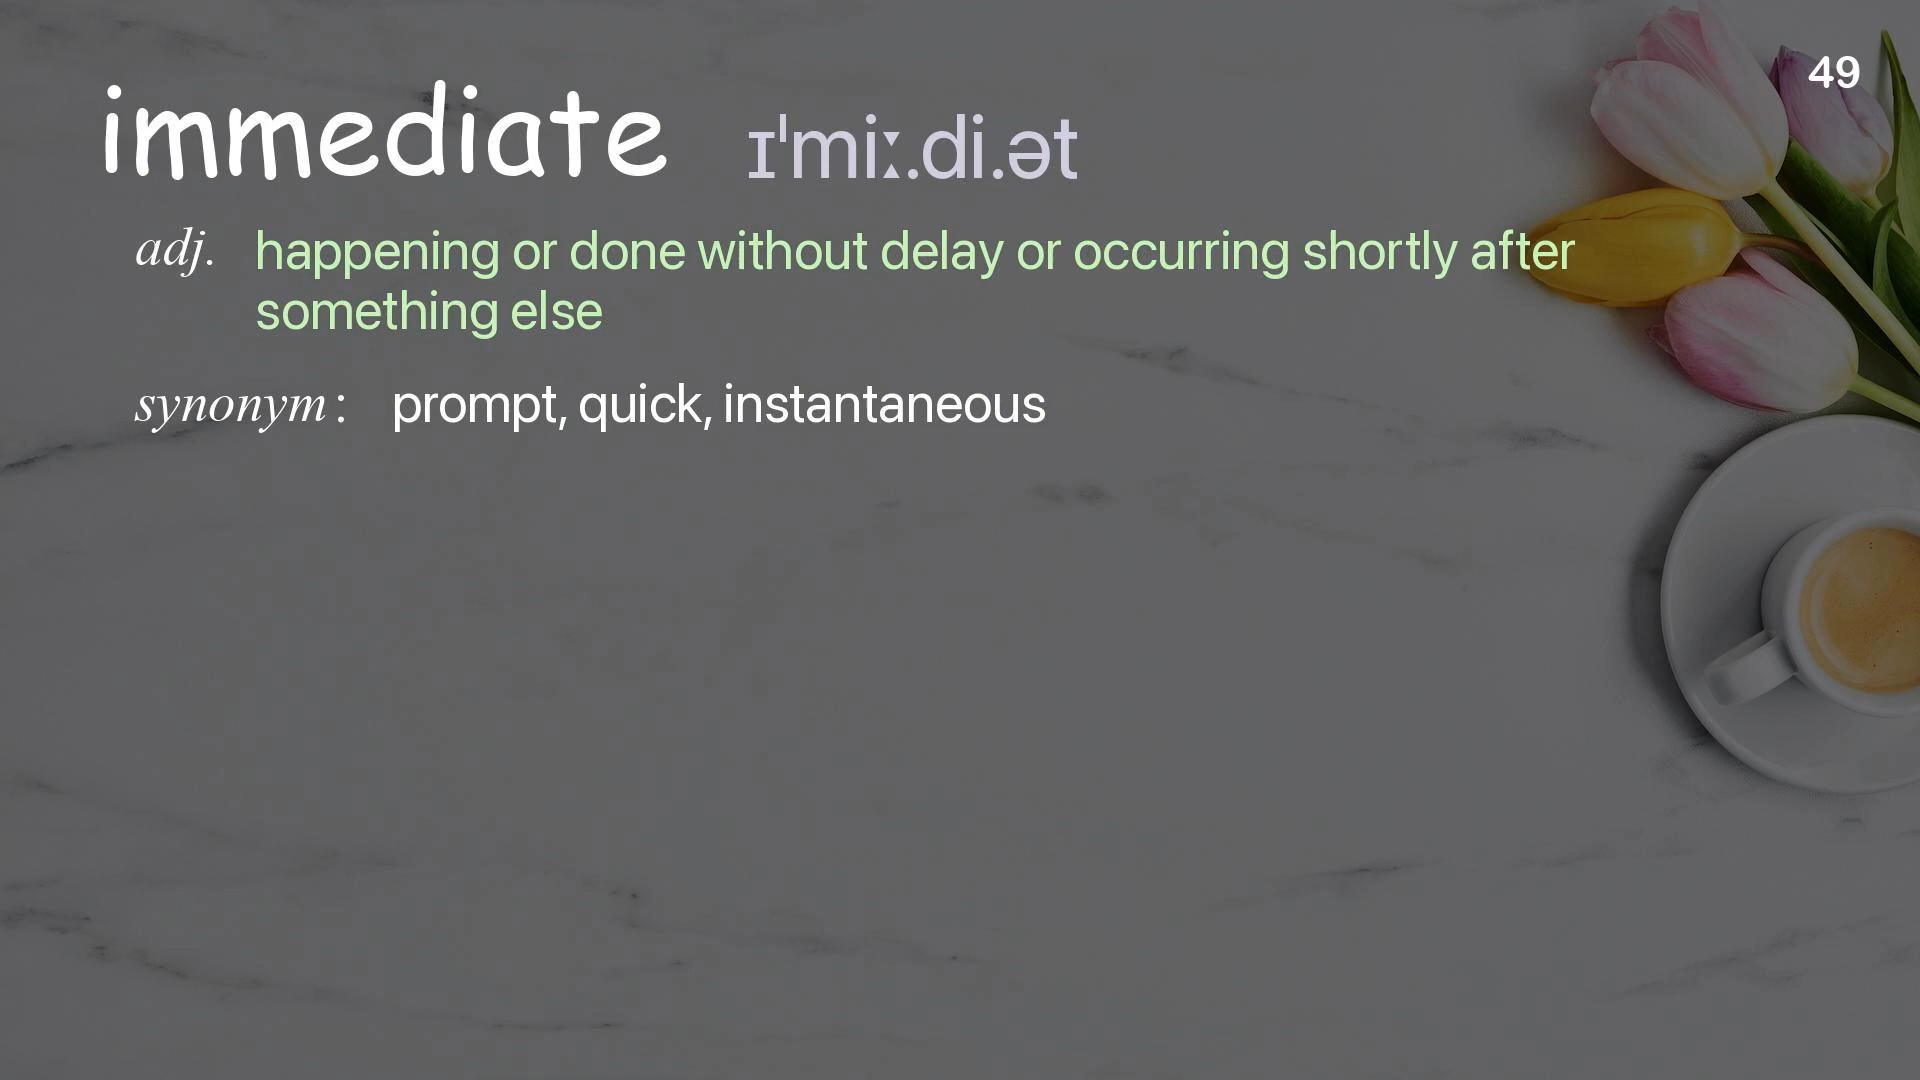 49
immediate ɪˈmiː.di.ət
adj. happening or done without delay or occurring shortly after
something else
synonym: prompt, quick, instantaneous